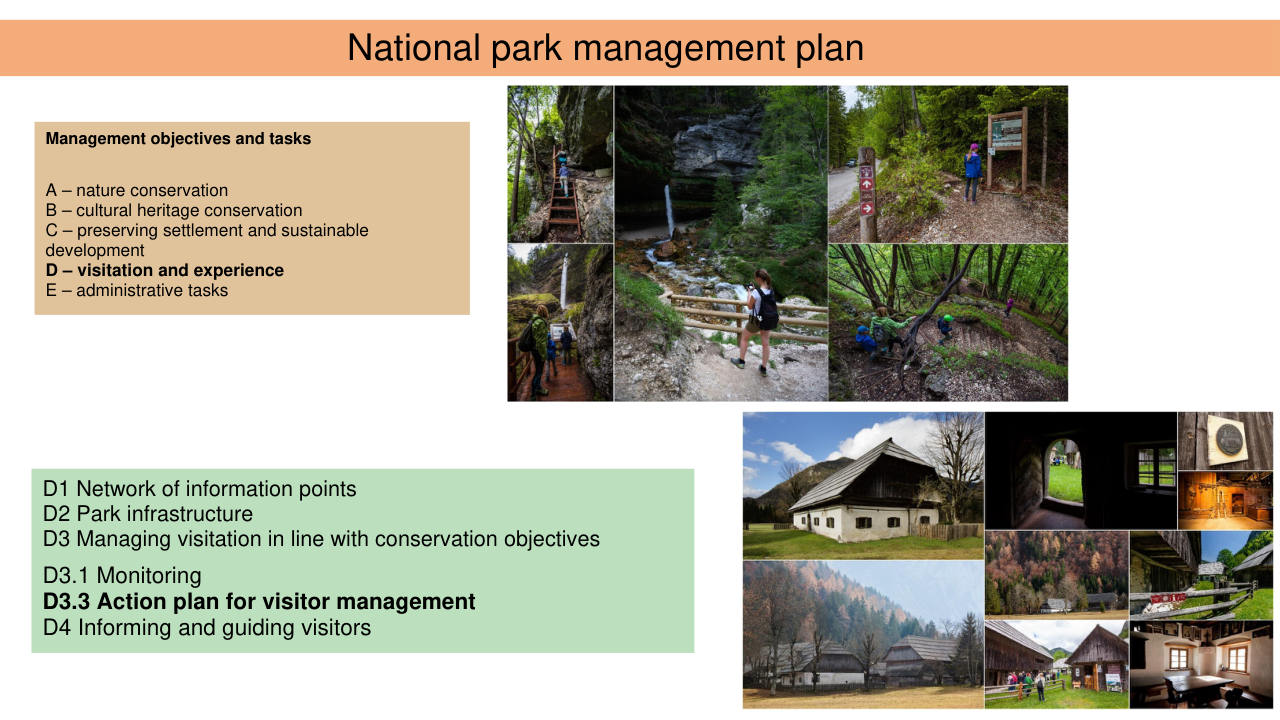 National park management plan
Management objectives and tasks
A – nature conservation
B – cultural heritage conservation
C – preserving settlement and sustainable
development
D – visitation and experience
E – administrative tasks
D1 Network of information points
D2 Park infrastructure
D3 Managing visitation in line with conservation objectives
D3.1 Monitoring
D3.3 Action plan for visitor management
D4 Informing and guiding visitors